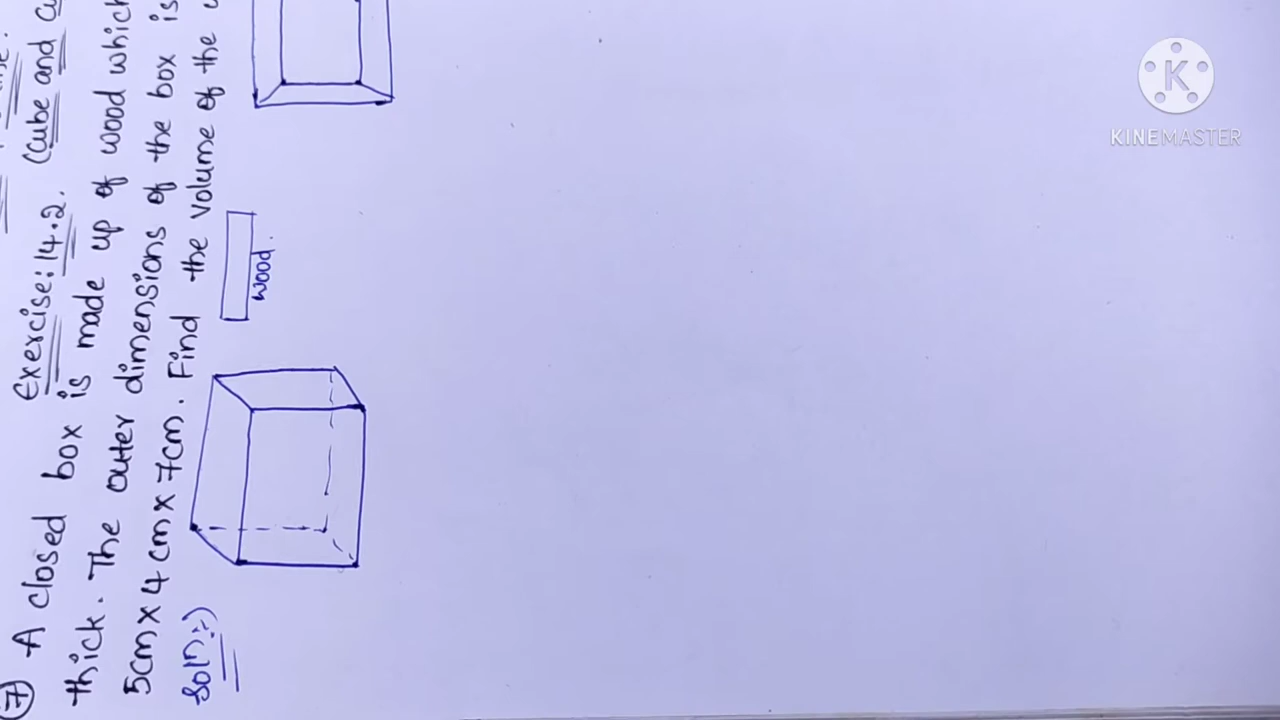 Exercise: 14.2. (Cube and
7 A closed box is made up of wood which
thick. The outer dimensions of the box is
5cm x 4cm x 7cm. Find the volume of the
Soln:-)
wood.
K
KINEMASTER